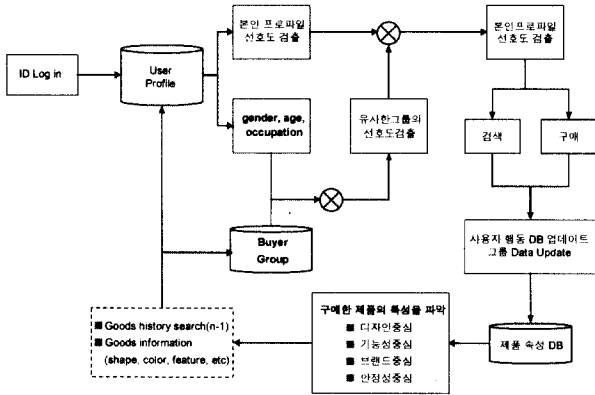 ID Log in
User
Profile
본인 프로파일
선호도 검출
gender, age,
occupation
Buyer
Group
유사한그룹의
선호도검출
본인프로파일
선호도 검출
검색
구매
사용자 행동 DB 업데이트
그룹 Data Update
제품 속성 DB
구매한 제품의 특성을 파악
■ 디자인중심
■ 기능성중심
■ 브랜드중심
■ 안정성중심
■ Goods history search(n-1)
■ Goods information
(shape, color, feature, etc)